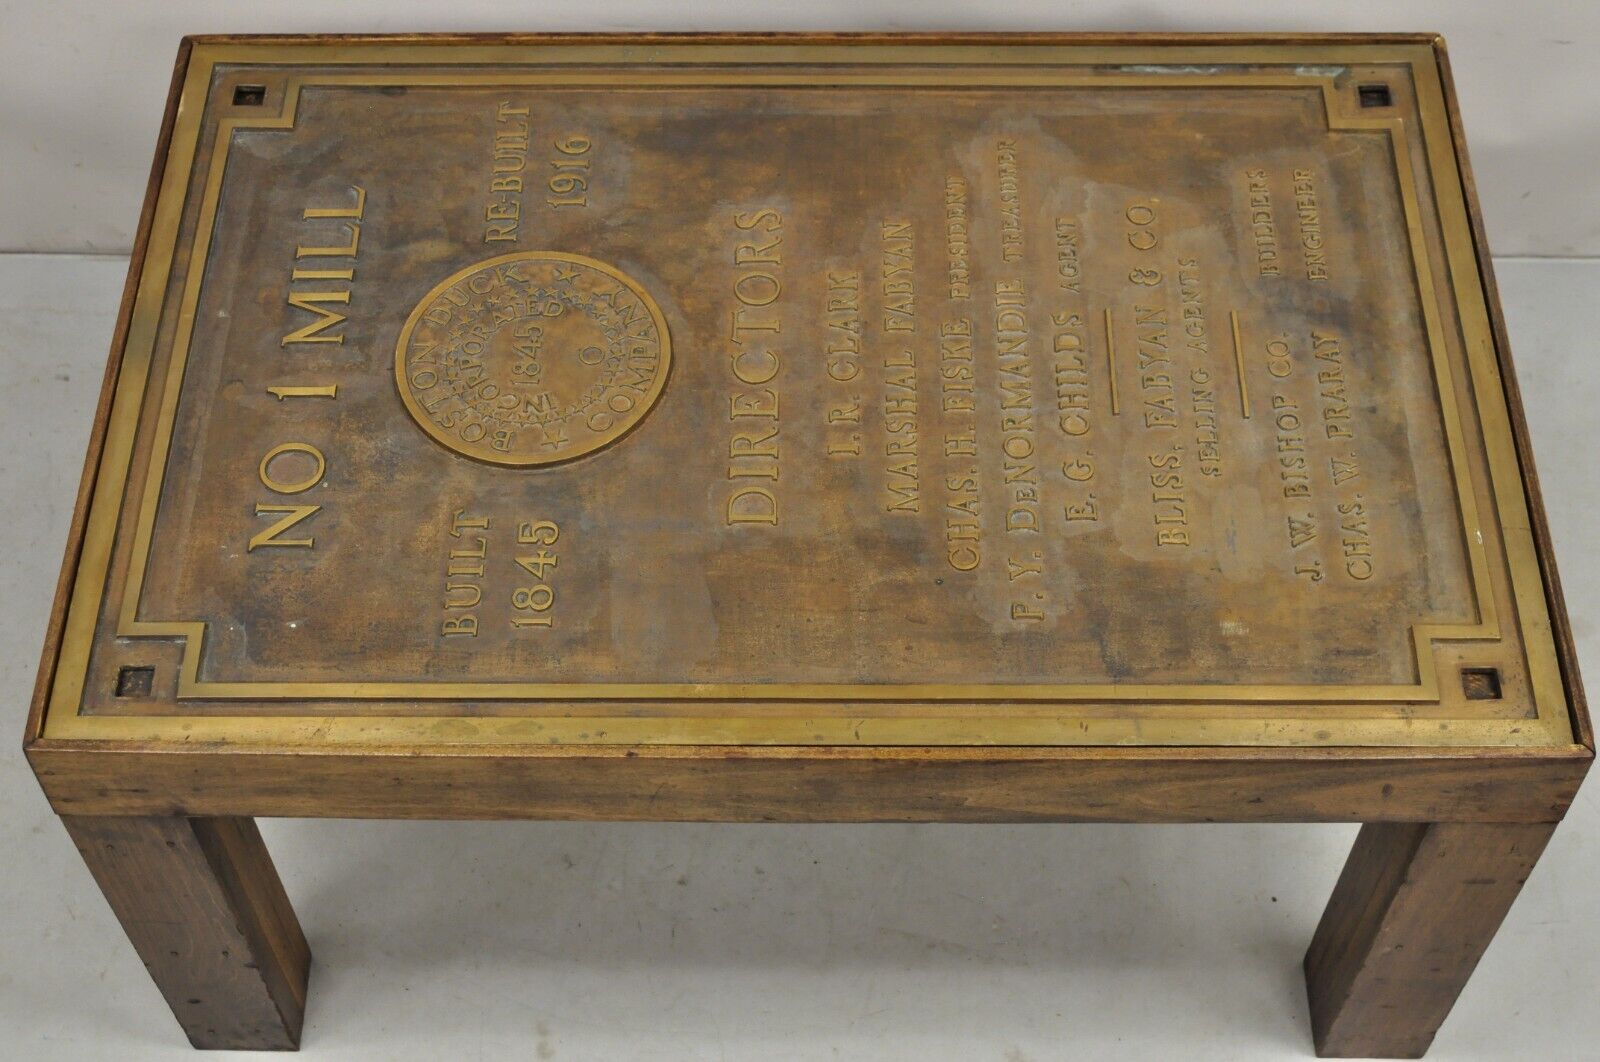 NO 1 MILL
BUILT
1845
BOSTON DUCK COMPANY
INCORPORATED
1845
RE-BUILT
1916
DIRECTORS
I. R. CLARK
MARSHAL FABYAN
CHAS. H. FISKE PRESIDENT
P. Y. DENORMANDIE TREASURER
E. G. CHILDS AGENT
BLISS, FABYAN & CO
SELLING AGENTS
J. W. BISHOP CO. BUILDERS
CHAS. W. PRARAY ENGINEER